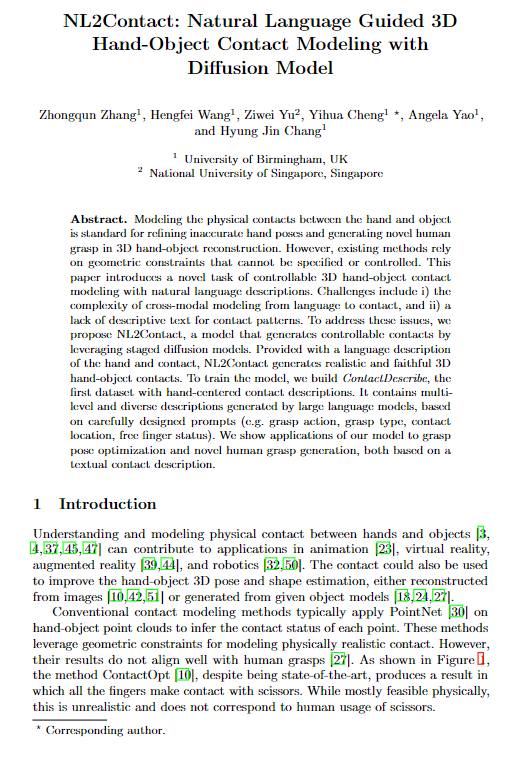 NL2Contact: Natural Language Guided 3D
Hand-Object Contact Modeling with
Diffusion Model
Zhongqun Zhang1, Hengfei Wang1, Ziwei Yu2, Yihua Cheng1 *, Angela Yao1,
and Hyung Jin Chang1
1 University of Birmingham, UK
2 National University of Singapore, Singapore
Abstract. Modeling the physical contacts between the hand and object
is standard for refining inaccurate hand poses and generating novel human
grasp in 3D hand-object reconstruction. However, existing methods rely
on geometric constraints that cannot be specified or controlled. This
paper introduces a novel task of controllable 3D hand-object contact
modeling with natural language descriptions. Challenges include i) the
complexity of cross-modal modeling from language to contact, and ii) a
lack of descriptive text for contact patterns. To address these issues, we
propose NL2Contact, a model that generates controllable contacts by
leveraging staged diffusion models. Provided with a language description
of the hand and contact, NL2Contact generates realistic and faithful 3D
hand-object contacts. To train the model, we build ContactDescribe, the
first dataset with hand-centered contact descriptions. It contains multi-
level and diverse descriptions generated by large language models, based
on carefully designed prompts (e.g. grasp action, grasp type, contact
location, free finger status). We show applications of our model to grasp
pose optimization and novel human grasp generation, both based on a
textual contact description.
1 Introduction
Understanding and modeling physical contact between hands and objects [3,
4,37,45,47] can contribute to applications in animation [23], virtual reality,
augmented reality [39,44], and robotics [32,50]. The contact could also be used
to improve the hand-object 3D pose and shape estimation, either reconstructed
from images [10,42,51] or generated from given object models [18,24,27].
Conventional contact modeling methods typically apply PointNet [30] on
hand-object point clouds to infer the contact status of each point. These methods
leverage geometric constraints for modeling physically realistic contact. However,
their results do not align well with human grasps [27]. As shown in Figure 1,
the method ContactOpt [10], despite being state-of-the-art, produces a result in
which all the fingers make contact with scissors. While mostly feasible physically,
this is unrealistic and does not correspond to human usage of scissors.
* Corresponding author.